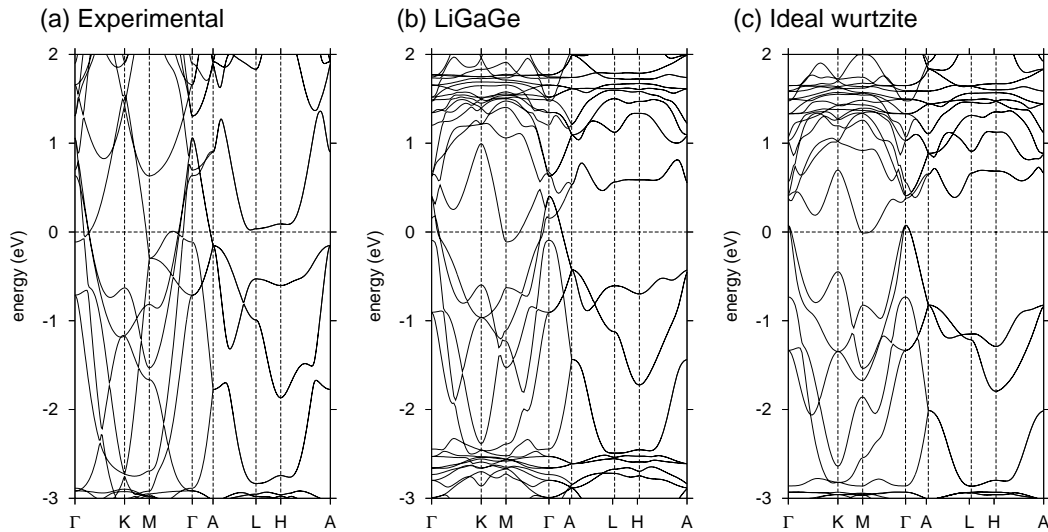 (a) Experimental
(b) LiGaGe
(c) Ideal wurtzite
energy (eV)
2
1
0
-1
-2
-3
Γ K M Γ A L H A
energy (eV)
2
1
0
-1
-2
-3
Γ K M Γ A L H A
energy (eV)
2
1
0
-1
-2
-3
Γ K M Γ A L H A